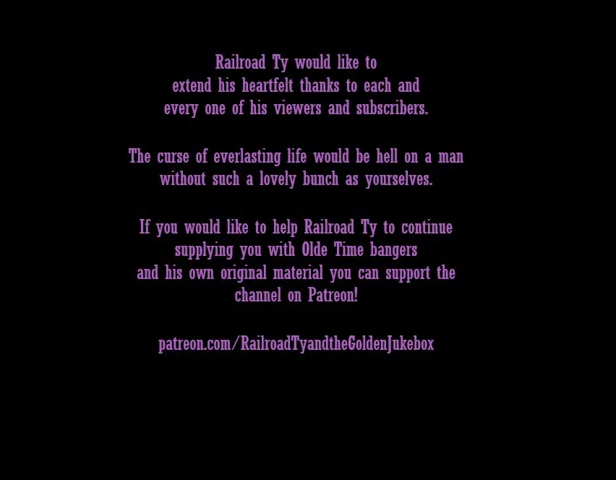 Railroad Ty would like to
extend his heartfelt thanks to each and
every one of his viewers and subscribers.
The curse of everlasting life would be hell on a man
without such a lovely bunch as yourselves.
If you would like to help Railroad Ty to continue
supplying you with Olde Time bangers
and his own original material you can support the
channel on Patreon!
patreon.com/RailroadTyandtheGoldenJukebox